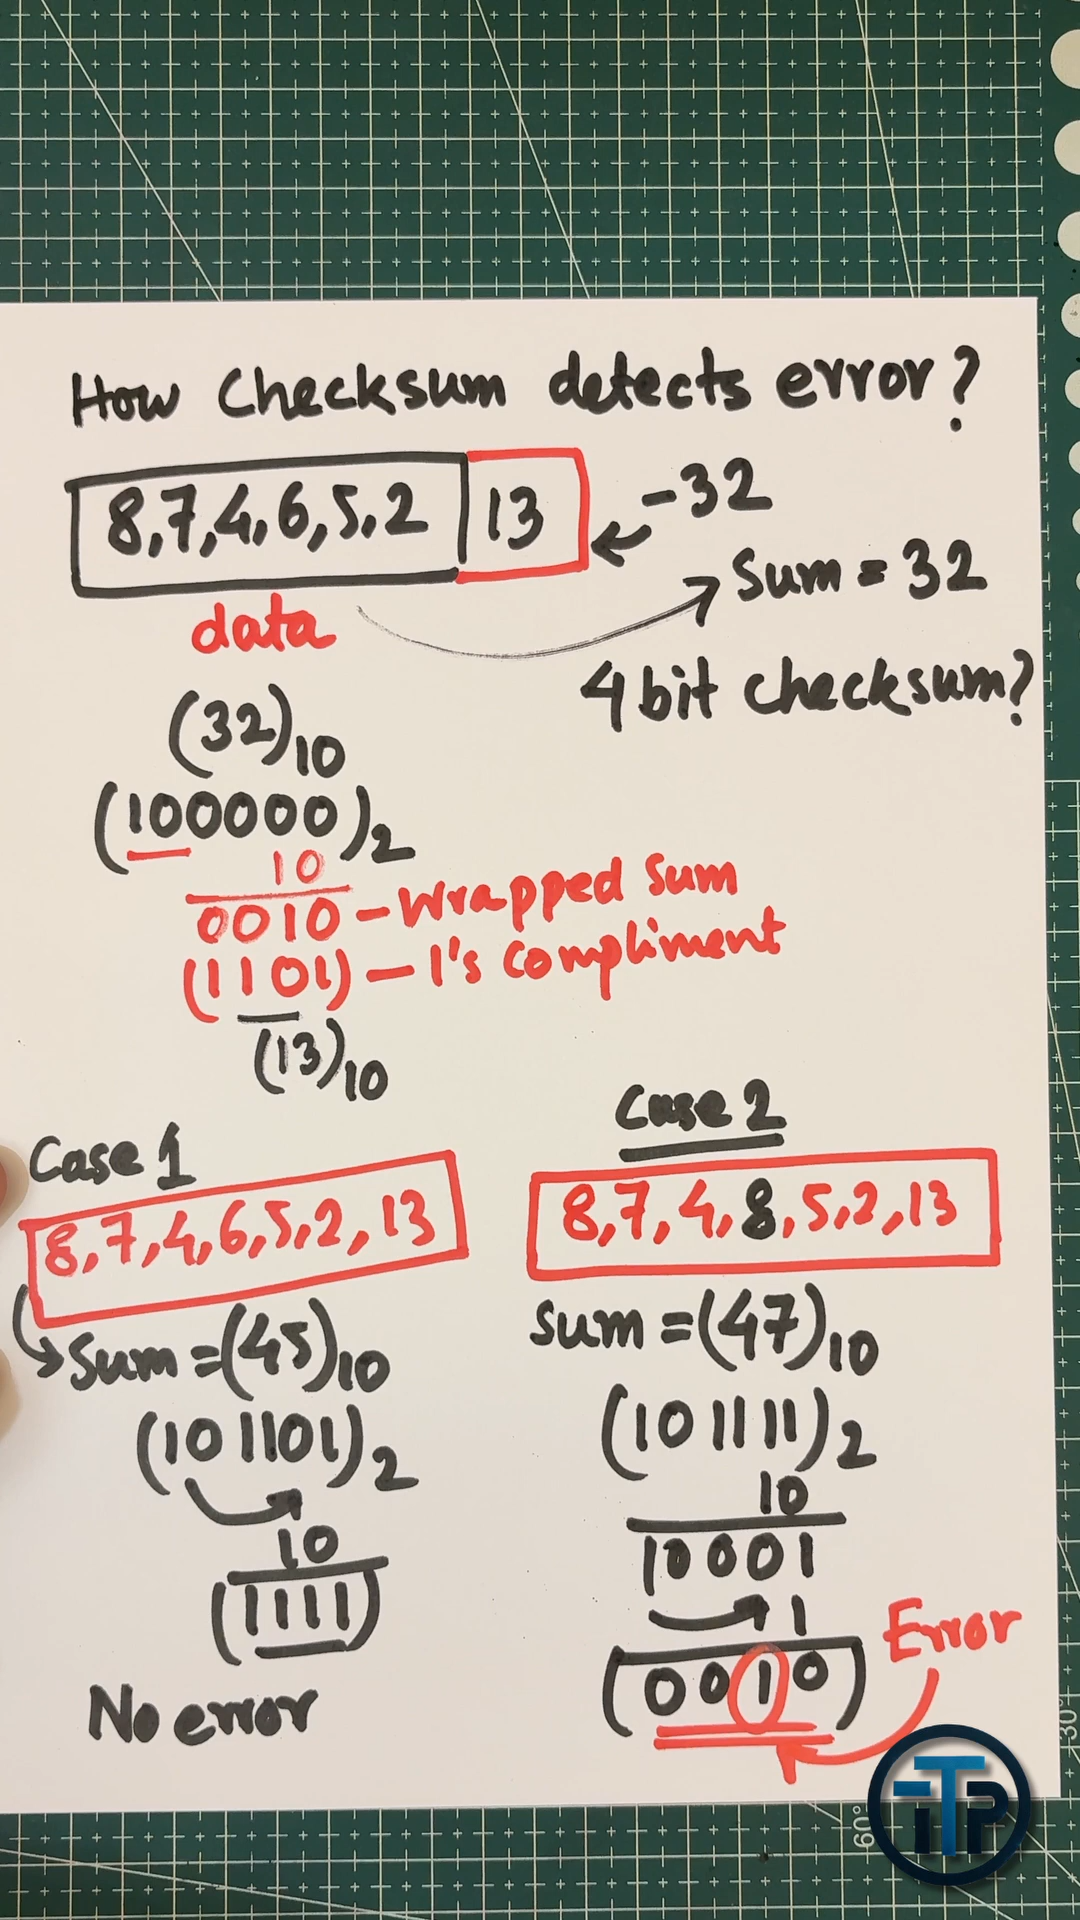 How checksum detects error?
8,7,4,6,5,2 13 -32
Sum = 32
data
4 bit checksum?
(32)10
(100000)2
10
0010 - Wrapped Sum
(1101) - 1's compliment
(13)10
Case 1
8,7,4,6,5,2,13
Sum = (45)10
(101101)2
10
(1111)
No error
Case 2
8,7,4,8,5,2,13
Sum = (47)10
(101111)2
10
10001
1
(0010)
Error
ITP
30°
60°